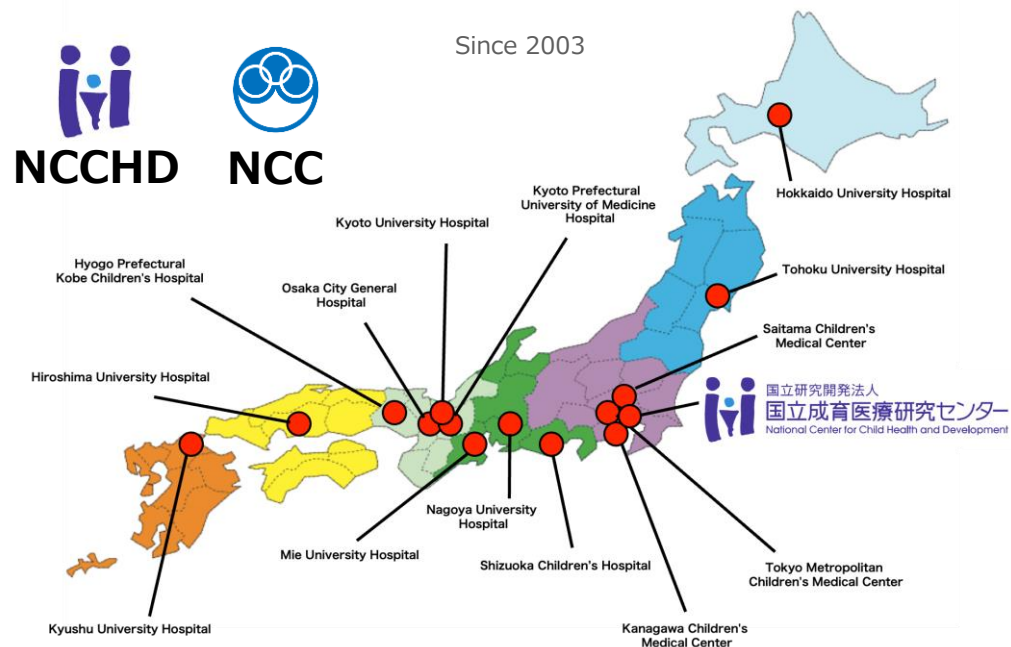 Since 2003
NCCHD
NCC
Hokkaido University Hospital
Kyoto Prefectural
University of Medicine
Hospital
Kyoto University Hospital
Hyogo Prefectural
Kobe Children's Hospital
Osaka City General
Hospital
Tohoku University Hospital
Saitama Children's
Medical Center
Hiroshima University Hospital
国立研究開発法人
国立成育医療研究センター
National Center for Child Health and Development
Nagoya University
Hospital
Mie University Hospital
Shizuoka Children's Hospital
Tokyo Metropolitan
Children's Medical Center
Kyushu University Hospital
Kanagawa Children's
Medical Center